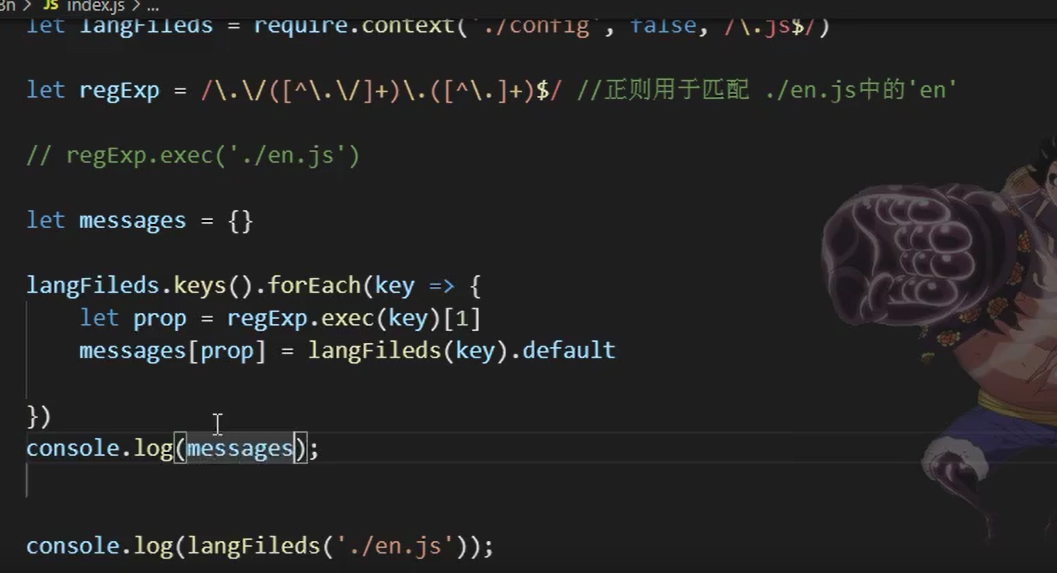 8n > JS index.js > ...
let langFileds = require.context('./config', false, /\.js$/)
let regExp = /\.\/([^\.\/]+)\.([^\.]+)$/ //正则用于匹配 ./en.js中的'en'
// regExp.exec('./en.js')
let messages = {}
langFileds.keys().forEach(key => {
let prop = regExp.exec(key)[1]
messages[prop] = langFileds(key).default
})
console.log(messages);
console.log(langFileds('./en.js'));